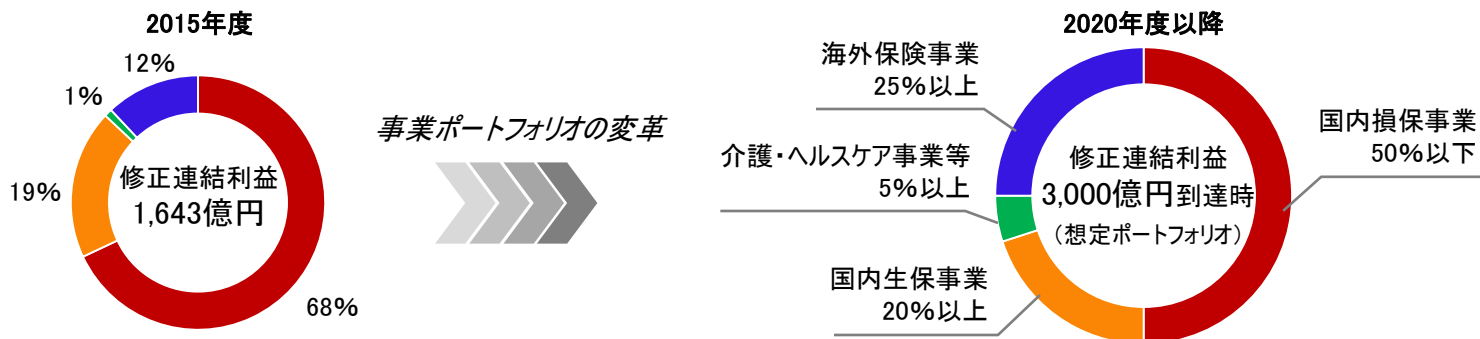 2015年度
12%
1%
19%
68%
修正連結利益
1,643億円
事業ポートフォリオの変革
2020年度以降
海外保険事業
25%以上
介護・ヘルスケア事業等
5%以上
国内生保事業
20%以上
国内損保事業
50%以下
修正連結利益
3,000億円到達時
（想定ポートフォリオ）